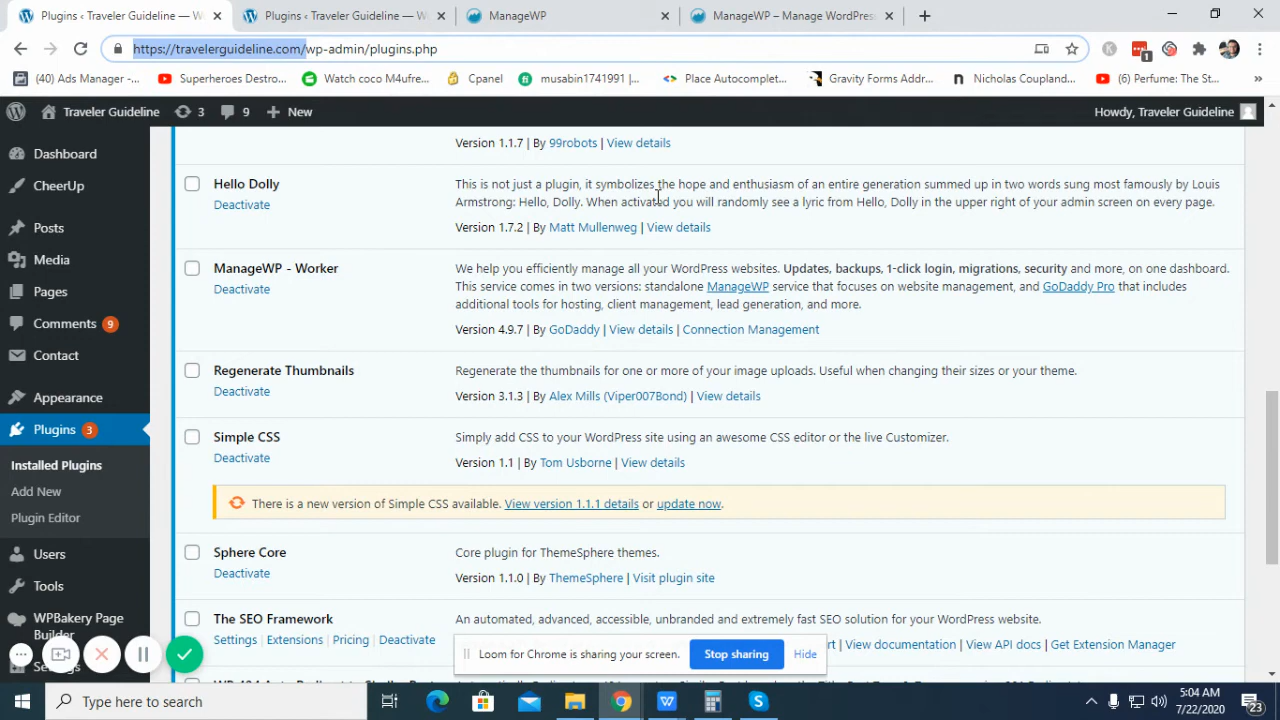 Plugins ‹ Traveler Guideline — W
Plugins ‹ Traveler Guideline — W
ManageWP
ManageWP – Manage WordPress
https://travelerguideline.com/wp-admin/plugins.php
1
(40) Ads Manager -...
Superheroes Destro...
Watch coco M4ufre...
Cpanel
musabin1741991 |...
Place Autocomplet...
Gravity Forms Addr...
Nicholas Coupland...
(6) Perfume: The St...
Traveler Guideline
3
9
New
Howdy, Traveler Guideline
Dashboard
CheerUp
Posts
Media
Pages
Comments 9
Contact
Appearance
Plugins 3
Installed Plugins
Add New
Plugin Editor
Users
Tools
WPBakery Page
Builder
Settings
Version 1.1.7 | By 99robots | View details
Hello Dolly
Deactivate
This is not just a plugin, it symbolizes the hope and enthusiasm of an entire generation summed up in two words sung most famously by Louis
Armstrong: Hello, Dolly. When activated you will randomly see a lyric from Hello, Dolly in the upper right of your admin screen on every page.
Version 1.7.2 | By Matt Mullenweg | View details
ManageWP - Worker
Deactivate
We help you efficiently manage all your WordPress websites. Updates, backups, 1-click login, migrations, security and more, on one dashboard.
This service comes in two versions: standalone ManageWP service that focuses on website management, and GoDaddy Pro that includes
additional tools for hosting, client management, lead generation, and more.
Version 4.9.7 | By GoDaddy | View details | Connection Management
Regenerate Thumbnails
Deactivate
Regenerate the thumbnails for one or more of your image uploads. Useful when changing their sizes or your theme.
Version 3.1.3 | By Alex Mills (Viper007Bond) | View details
Simple CSS
Deactivate
Simply add CSS to your WordPress site using an awesome CSS editor or the live Customizer.
Version 1.1 | By Tom Usborne | View details
There is a new version of Simple CSS available. View version 1.1.1 details or update now.
Sphere Core
Deactivate
Core plugin for ThemeSphere themes.
Version 1.1.0 | By ThemeSphere | Visit plugin site
The SEO Framework
Settings | Extensions | Pricing | Deactivate
An automated, advanced, accessible, unbranded and extremely fast SEO solution for your WordPress website.
rt | View documentation | View API docs | Get Extension Manager
Loom for Chrome is sharing your screen.
Stop sharing
Hide
Type here to search
5:04 AM
7/22/2020
23